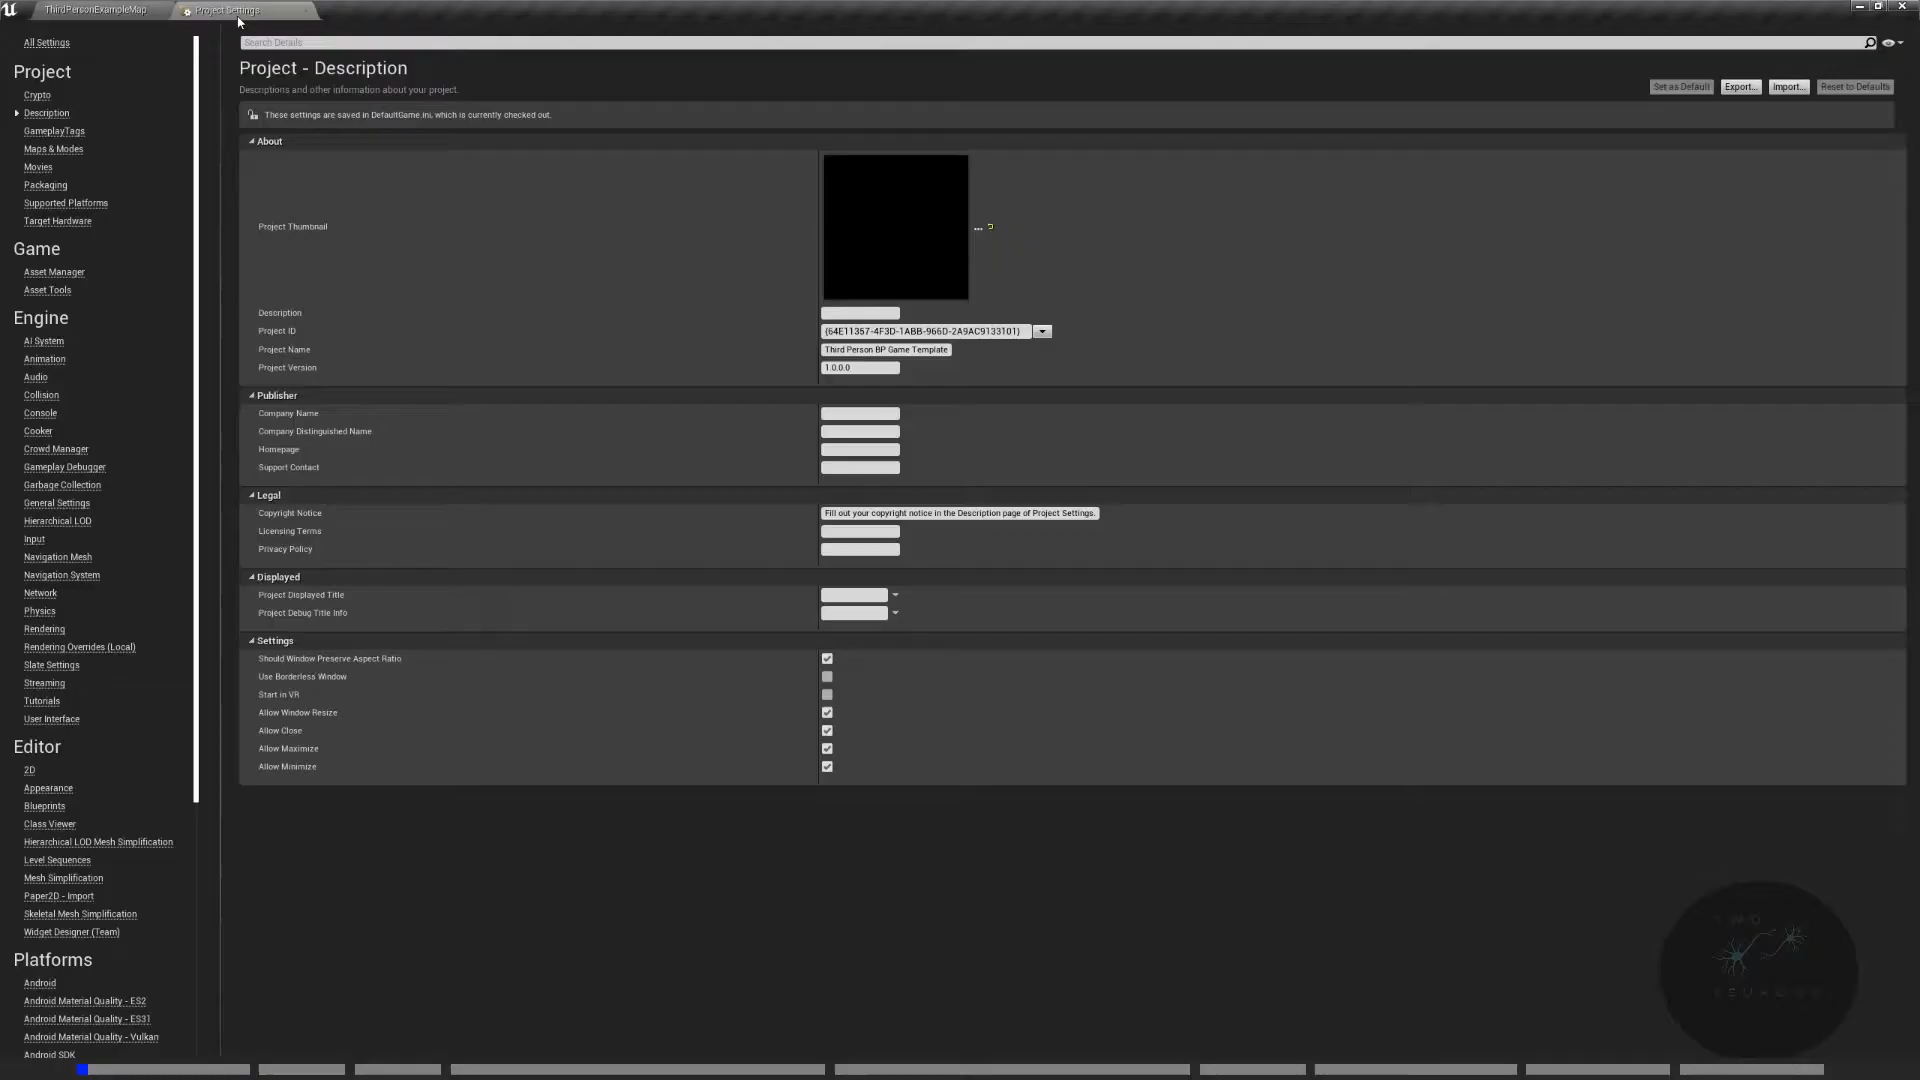 ThirdPersonExampleMap
Project Settings
All Settings
Project
Crypto
Description
GameplayTags
Maps & Modes
Movies
Packaging
Supported Platforms
Target Hardware
Game
Asset Manager
Asset Tools
Engine
AI System
Animation
Audio
Collision
Console
Cooker
Crowd Manager
Gameplay Debugger
Garbage Collection
General Settings
Hierarchical LOD
Input
Navigation Mesh
Navigation System
Network
Physics
Rendering
Rendering Overrides (Local)
Slate Settings
Streaming
Tutorials
User Interface
Editor
2D
Appearance
Blueprints
Class Viewer
Hierarchical LOD Mesh Simplification
Level Sequences
Mesh Simplification
Paper2D - Import
Skeletal Mesh Simplification
Widget Designer (Team)
Platforms
Android
Android Material Quality - ES2
Android Material Quality - ES31
Android Material Quality - Vulkan
Android SDK
Search Details
Project - Description
Descriptions and other information about your project.
Set as Default Export... Import... Reset to Defaults
These settings are saved in DefaultGame.ini, which is currently checked out.
About
Project Thumbnail
Description
Project ID {64E11357-4F3D-1ABB-966D-2A9AC9133101}
Project Name Third Person BP Game Template
Project Version 1.0.0.0
Publisher
Company Name
Company Distinguished Name
Homepage
Support Contact
Legal
Copyright Notice Fill out your copyright notice in the Description page of Project Settings.
Licensing Terms
Privacy Policy
Displayed
Project Displayed Title
Project Debug Title Info
Settings
Should Window Preserve Aspect Ratio
Use Borderless Window
Start in VR
Allow Window Resize
Allow Close
Allow Maximize
Allow Minimize
TWO